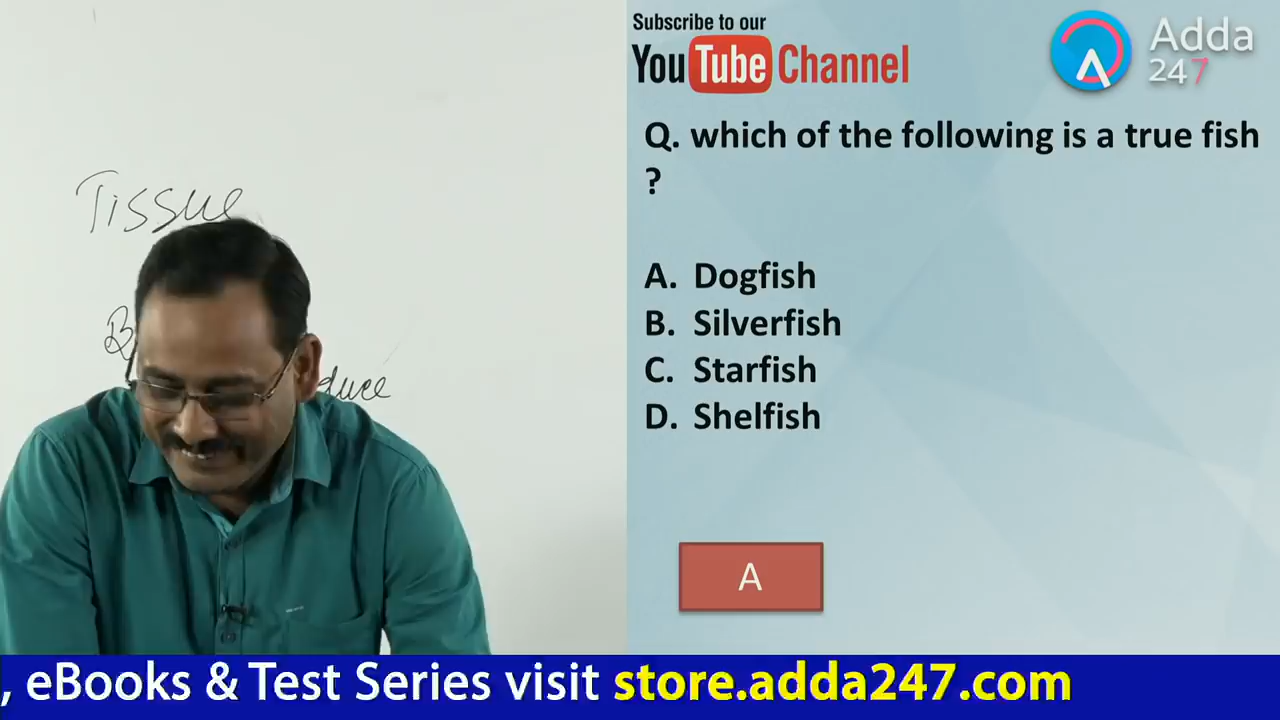 Subscribe to our
YouTube Channel
Adda
247
Q. which of the following is a true fish
?
A. Dogfish
B. Silverfish
C. Starfish
D. Shelfish
A
Tissue
duce
, eBooks & Test Series visit store.adda247.com